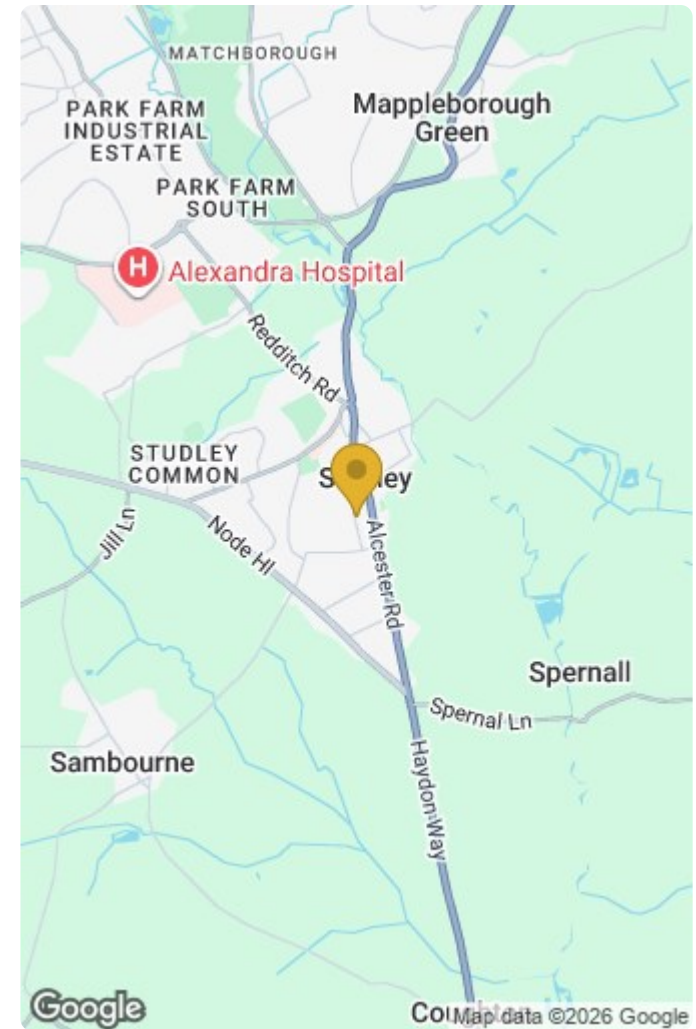 MATCHBOROUGH
PARK FARM
INDUSTRIAL
ESTATE
Mappleborough
Green
PARK FARM
SOUTH
H
Alexandra Hospital
Redditch Rd
STUDLEY
COMMON
Jill Ln
Node Hl
Alcester Rd
Spernall
Spernal Ln
Sambourne
Haydon Way
Google
Map data ©2026 Google